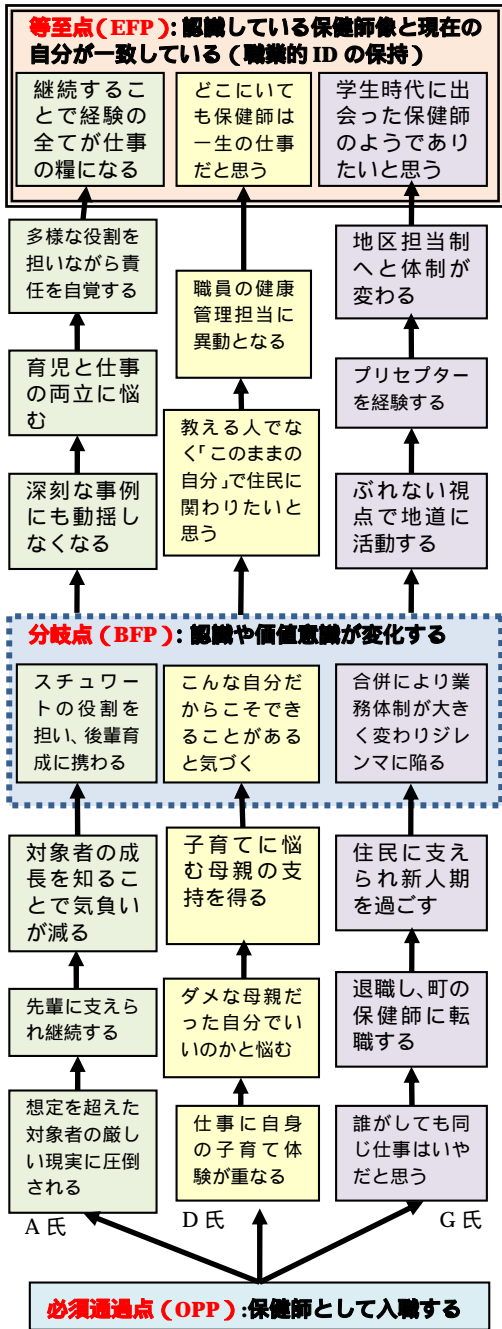 等至点（EFP）：認識している保健師像と現在の
自分が一致している（職業的 ID の保持）
継続するこ
とで経験の
全てが仕事
の糧になる
どこにいて
も保健師は
一生の仕事
だと思う
学生時代に出
会った保健師
のようであり
たいと思う
多様な役割を
担いながら責
任を自覚する
職員の健康
管理担当に
異動となる
地区担当制
へと体制が
変わる
育児と仕事
の両立に悩
む
教える人でな
く「このままの
自分」で住民に
関わりたいと
思う
プリセプター
を経験する
深刻な事例
にも動揺し
なくなる
ぶれない視
点で地道に
活動する
分岐点（BFP）：認識や価値意識が変化する
スチュワー
トの役割を
担い、後輩育
成に携わる
こんな自分だ
からこそでき
ることがある
と気づく
合併により業
務体制が大き
く変わりジレ
ンマに陥る
対象者の成
長を知ること
で気負い
が減る
子育てに悩
む母親の支
持を得る
住民に支え
られ新人期
を過ごす
先輩に支えら
れ継続する
ダメな母親だ
った自分でい
いのかと悩む
退職し、町の
保健師に転
職する
想定を超えた
対象者の厳し
い現実に圧倒
される
仕事に自身
の子育て体
験が重なる
誰がしても同
じ仕事はいや
だと思う
A 氏
D 氏
G 氏
必須通過点（OPP）:保健師として入職する